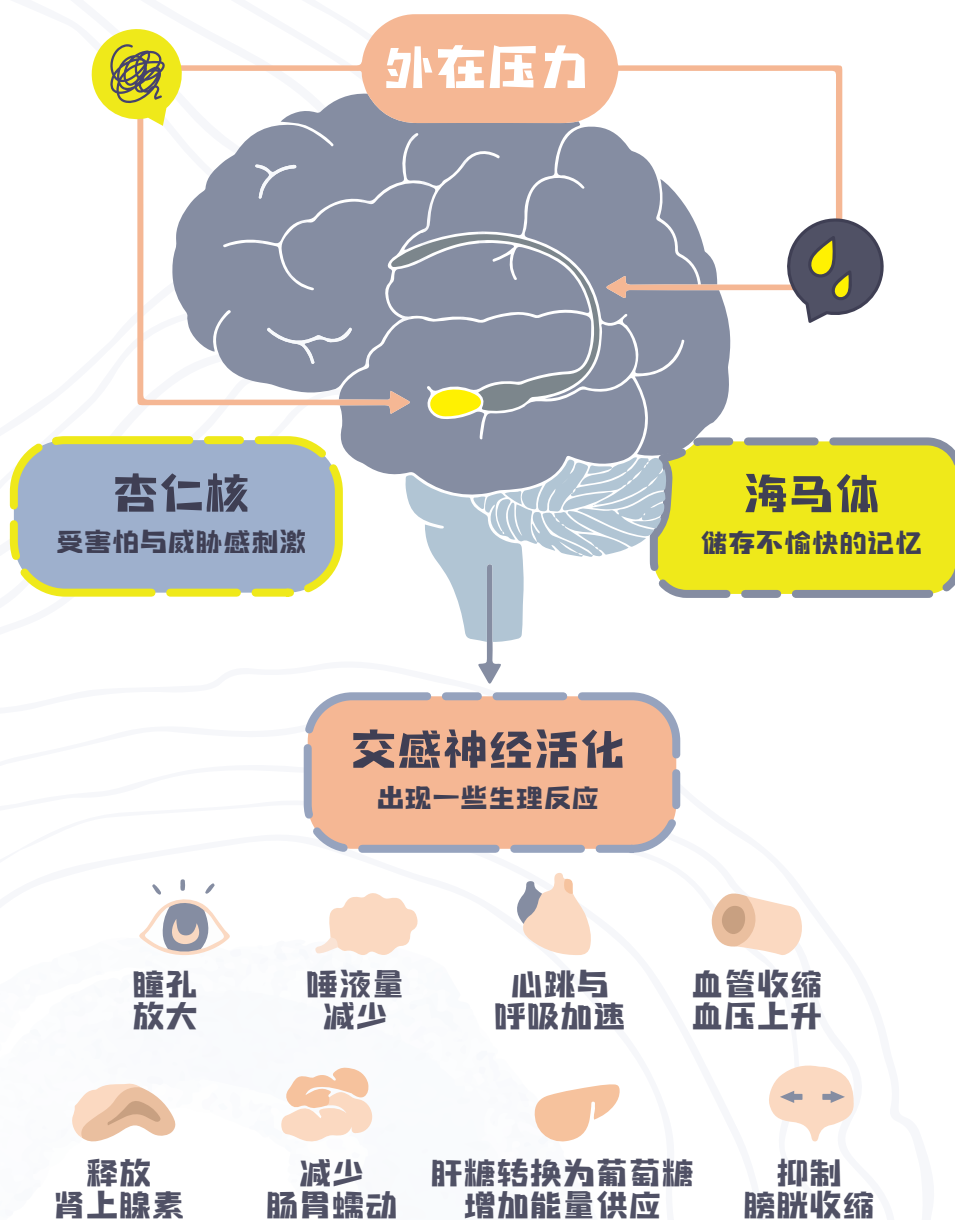 外在压力
杏仁核
受害怕与威胁感刺激
海马体
储存不愉快的记忆
交感神经活化
出现一些生理反应
瞳孔
放大
唾液量
减少
心跳与
呼吸加速
血管收缩
血压上升
释放
肾上腺素
减少
肠胃蠕动
肝糖转换为葡萄糖
增加能量供应
抑制
膀胱收缩